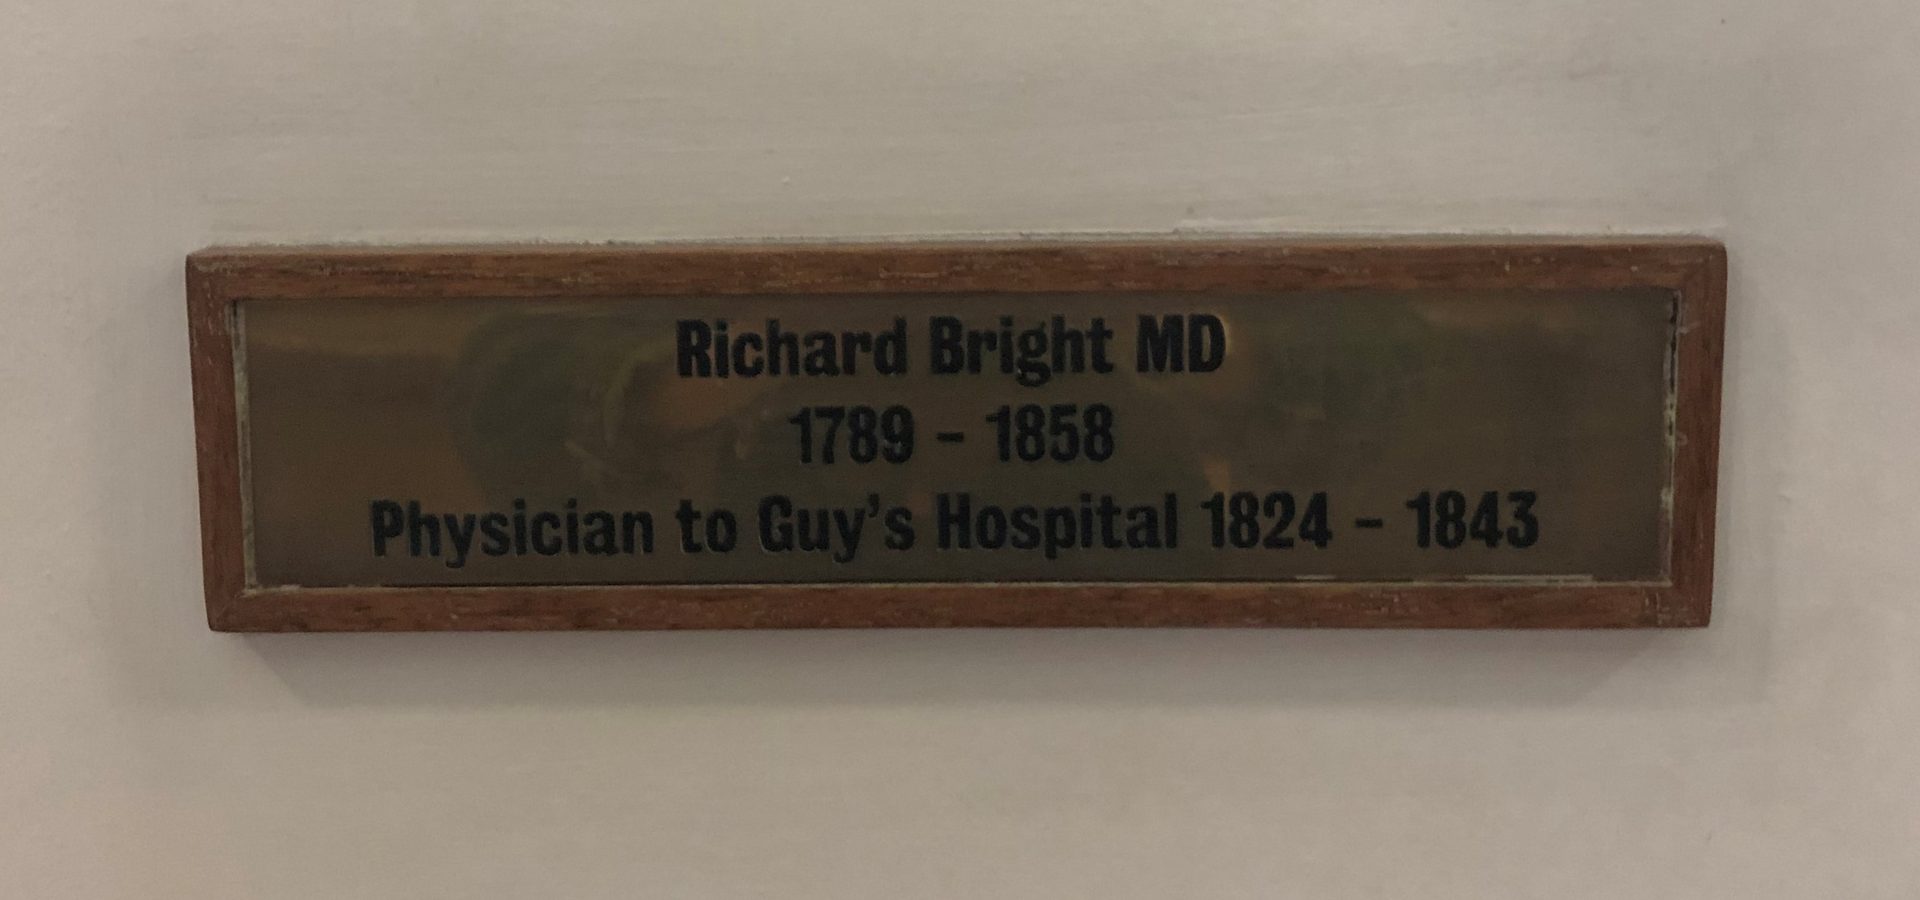 Richard Bright MD
1789 – 1858
Physician to Guy's Hospital 1824 – 1843